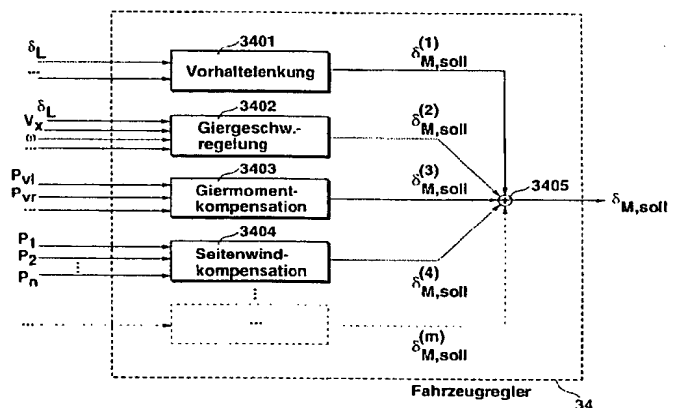 3401
δL
...
Vorhaltelenkung
δ(1)M,soll
3402
δL
Vx
ω
...
Giergeschw.-
regelung
δ(2)M,soll
3403
Pvl
Pvr
...
Giermoment-
kompensation
δ(3)M,soll
3405
δM,soll
3404
P1
P2
⋮
Pn
Seitenwind-
kompensation
δ(4)M,soll
⋮
...
...
δ(m)M,soll
Fahrzeugregler
34